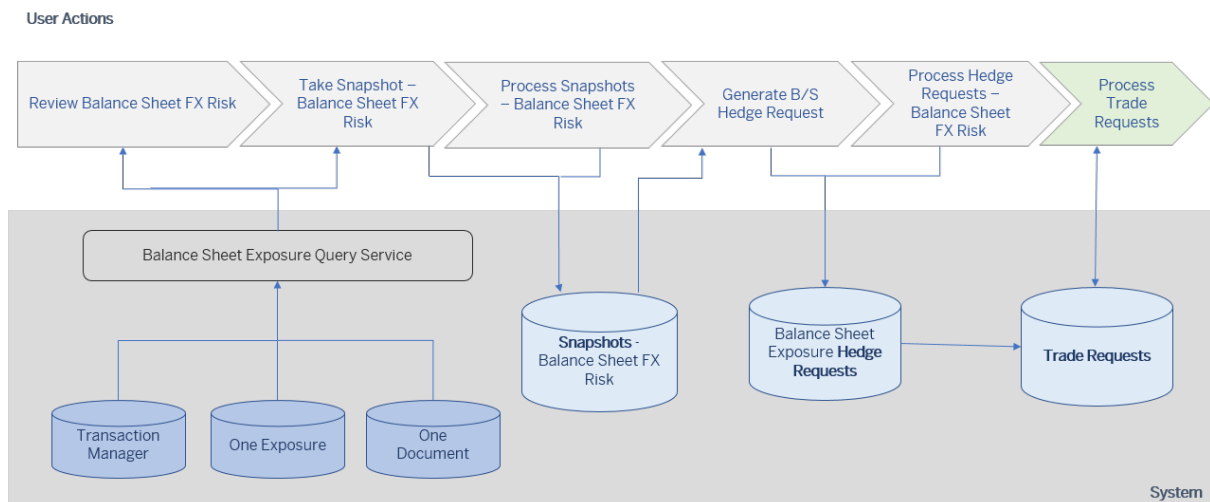 User Actions
Review Balance Sheet FX Risk
Take Snapshot –
Balance Sheet FX
Risk
Process Snapshots
– Balance Sheet FX
Risk
Generate B/S
Hedge Request
Process Hedge
Requests –
Balance Sheet
FX Risk
Process
Trade
Requests
Balance Sheet Exposure Query Service
Snapshots -
Balance Sheet FX
Risk
Balance Sheet
Exposure Hedge
Requests
Trade Requests
Transaction
Manager
One Exposure
One
Document
System